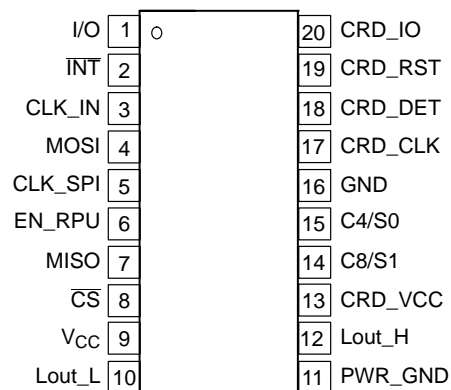 I/O 1 20 CRD_IO
I̅N̅T̅ 2 19 CRD_RST
CLK_IN 3 18 CRD_DET
MOSI 4 17 CRD_CLK
CLK_SPI 5 16 GND
EN_RPU 6 15 C4/S0
MISO 7 14 C8/S1
C̅S̅ 8 13 CRD_VCC
VCC 9 12 Lout_H
Lout_L 10 11 PWR_GND